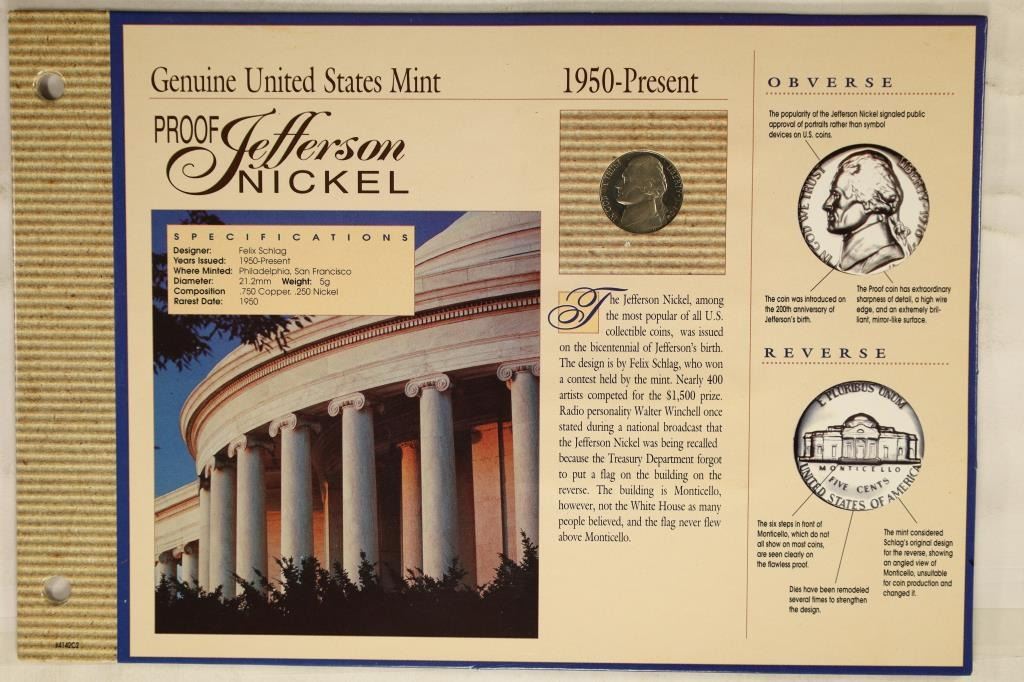 Genuine United States Mint
PROOF Jefferson
NICKEL
SPECIFICATIONS
Designer: Felix Schlag
Years Issued: 1950-Present
Where Minted: Philadelphia, San Francisco
Diameter: 21.2mm Weight: 5g
Composition .750 Copper, .250 Nickel
Rarest Date: 1950
1950-Present
The Jefferson Nickel, among
the most popular of all U.S.
collectible coins, was issued
on the bicentennial of Jefferson's birth.
The design is by Felix Schlag, who won
a contest held by the mint. Nearly 400
artists competed for the $1,500 prize.
Radio personality Walter Winchell once
stated during a national broadcast that
the Jefferson Nickel was being recalled
because the Treasury Department forgot
to put a flag on the building on the
reverse. The building is Monticello,
however, not the White House as many
people believed, and the flag never flew
above Monticello.
OBVERSE
The popularity of the Jefferson Nickel signaled public
approval of portraits rather than symbol
devices on U.S. coins.
IN GOD WE TRUST
LIBERTY
The coin was introduced on
the 200th anniversary of
Jefferson's birth.
The Proof coin has extraordinary
sharpness of detail, a high wire
edge, and an extremely bril-
liant, mirror-like surface.
REVERSE
E PLURIBUS UNUM
MONTICELLO
FIVE CENTS
UNITED STATES OF AMERICA
The six steps in front of
Monticello, which do not
all show on most coins,
are seen clearly on
the flawless proof.
The mint considered
Schlag's original design
for the reverse, showing
an angled view of
Monticello, unsuitable
for coin production and
changed it.
Dies have been remodeled
several times to strengthen
the design.
#4142C2